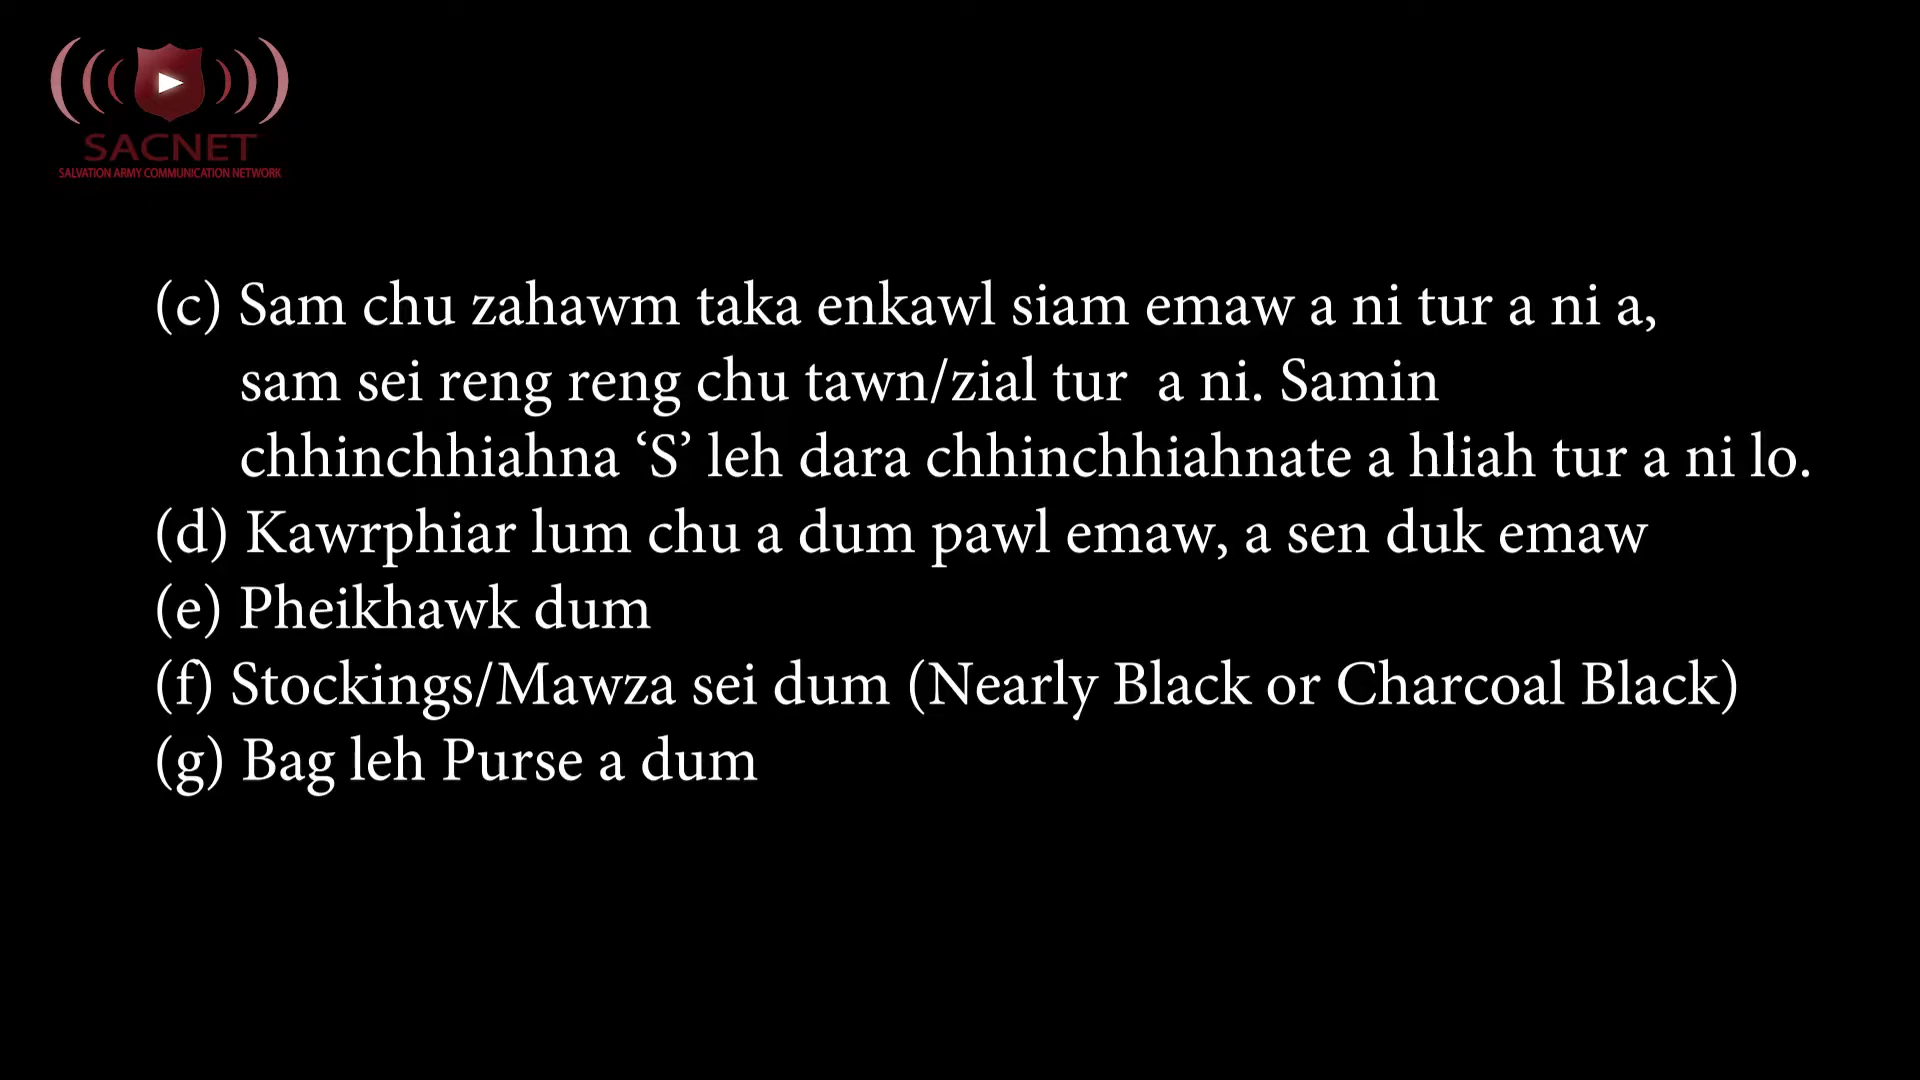 SACNET
SALVATION ARMY COMMUNICATION NETWORK
(c) Sam chu zahawm taka enkawl siam emaw a ni tur a ni a,
sam sei reng reng chu tawn/zial tur a ni. Samin
chhinchhiahna ‘S’ leh dara chhinchhiahnate a hliah tur a ni lo.
(d) Kawrphiar lum chu a dum pawl emaw, a sen duk emaw
(e) Pheikhawk dum
(f) Stockings/Mawza sei dum (Nearly Black or Charcoal Black)
(g) Bag leh Purse a dum